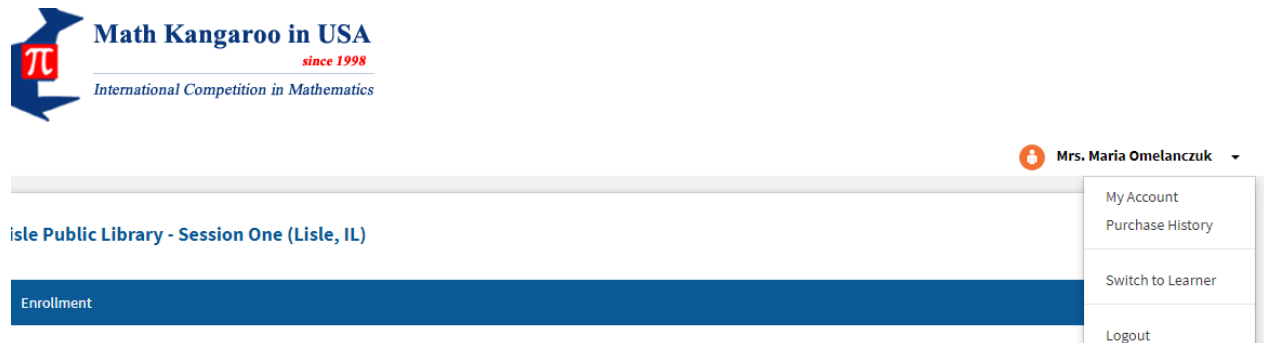 Math Kangaroo in USA
π
since 1998
International Competition in Mathematics
Mrs. Maria Omelanczuk
My Account
Purchase History
isle Public Library - Session One (Lisle, IL)
Switch to Learner
Enrollment
Logout